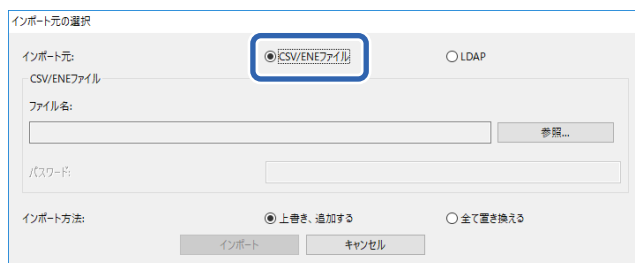 インポート元の選択
インポート元: CSV/ENEファイル LDAP
CSV/ENEファイル
ファイル名:
参照...
パスワード:
インポート方法: 上書き、追加する 全て置き換える
インポート キャンセル